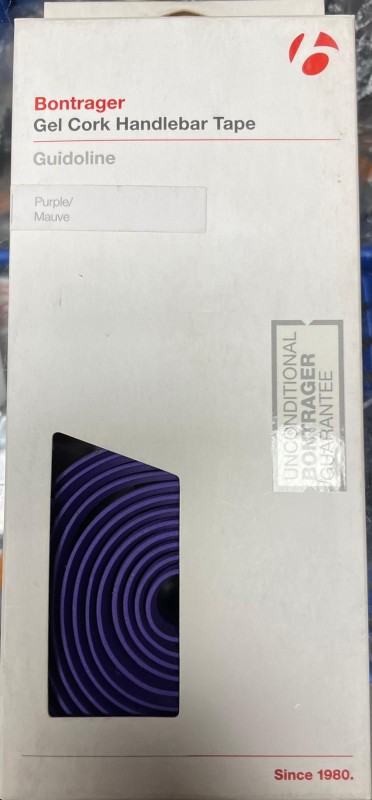 Bontrager
Gel Cork Handlebar Tape
Guidoline
Purple/
Mauve
UNCONDITIONAL
BONTRAGER
GUARANTEE
Since 1980.